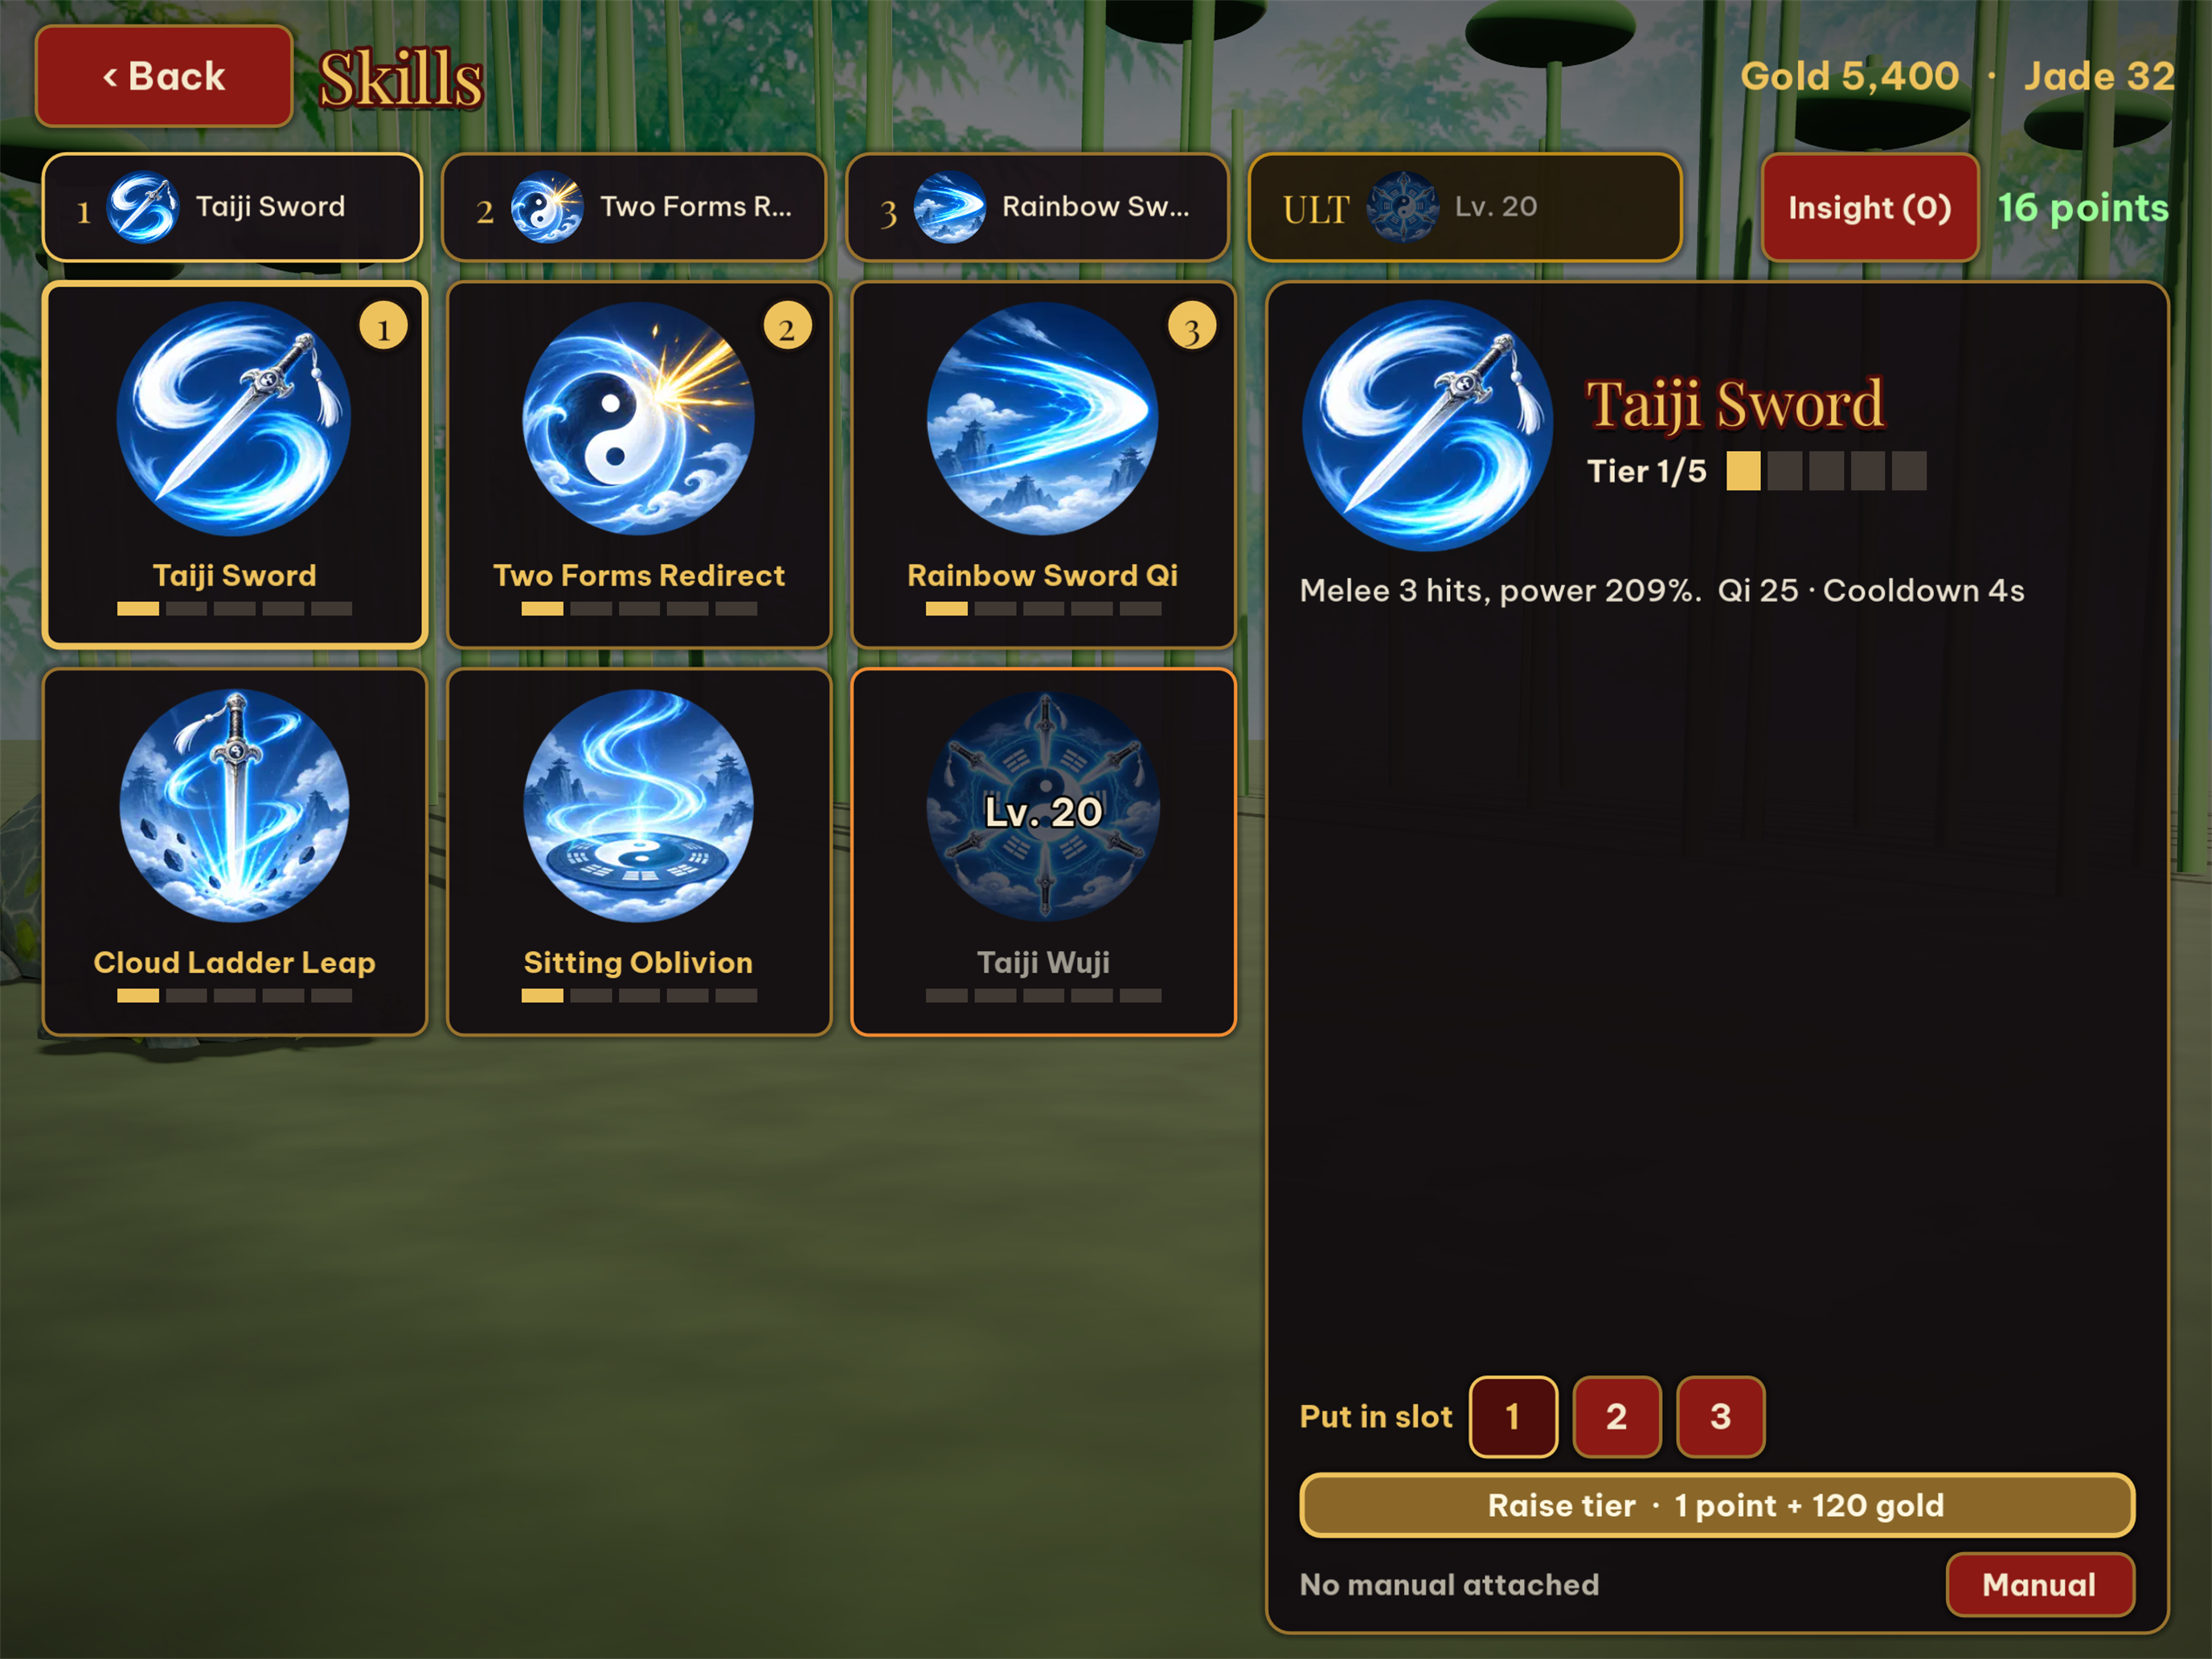 < Back
Skills
Gold 5,400 · Jade 32
1 Taiji Sword
2 Two Forms R...
3 Rainbow Sw...
ULT Lv. 20
Insight (0)
16 points
1
Taiji Sword
2
Two Forms Redirect
3
Rainbow Sword Qi
Cloud Ladder Leap
Sitting Oblivion
Lv. 20
Taiji Wuji
Taiji Sword
Tier 1/5
Melee 3 hits, power 209%. Qi 25 · Cooldown 4s
Put in slot 1 2 3
Raise tier · 1 point + 120 gold
No manual attached
Manual